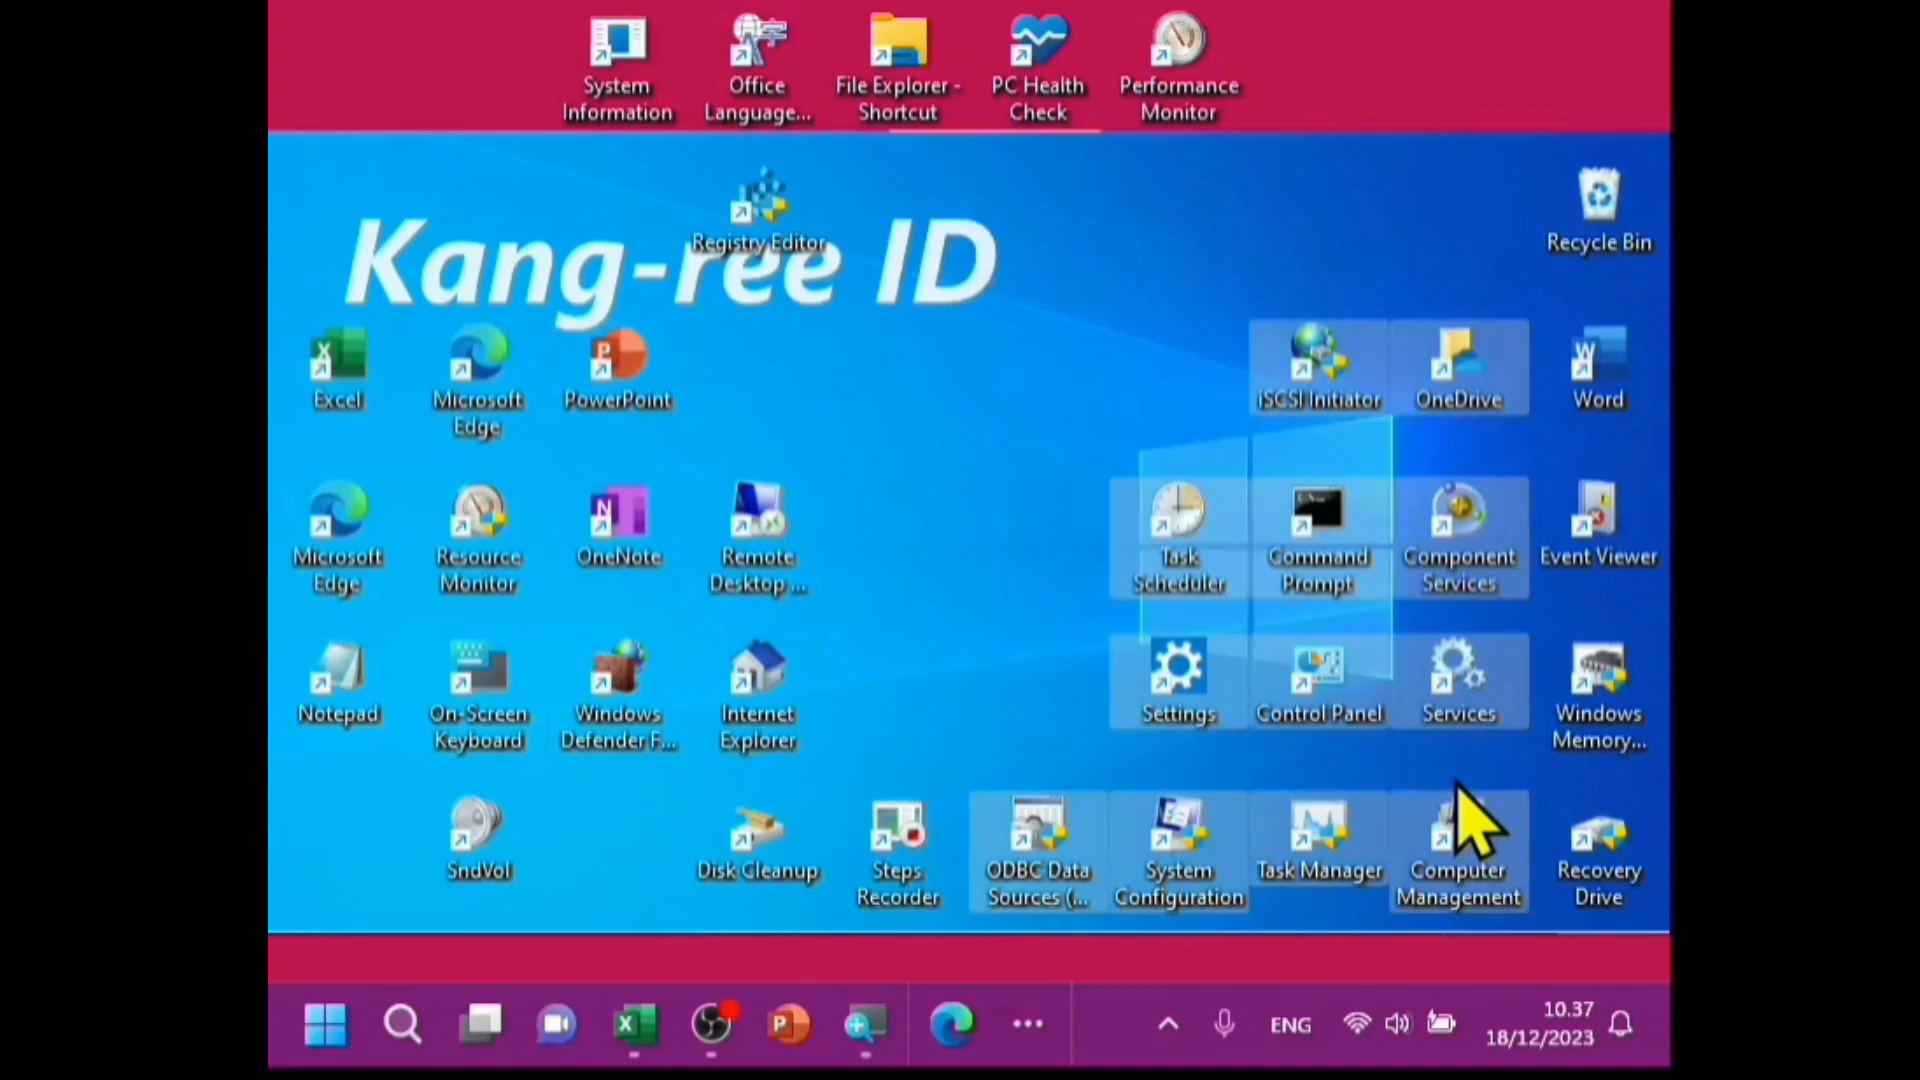 System
Information
Office
Language...
File Explorer -
Shortcut
PC Health
Check
Performance
Monitor
Registry Editor
Recycle Bin
Kang-ree ID
Excel
Microsoft
Edge
PowerPoint
iSCSI Initiator
OneDrive
Word
Microsoft
Edge
Resource
Monitor
OneNote
Remote
Desktop ...
Task
Scheduler
Command
Prompt
Component
Services
Event Viewer
Notepad
On-Screen
Keyboard
Windows
Defender F...
Internet
Explorer
Settings
Control Panel
Services
Windows
Memory...
SndVol
Disk Cleanup
Steps
Recorder
ODBC Data
Sources (...
System
Configuration
Task Manager
Computer
Management
Recovery
Drive
ENG
10.37
18/12/2023